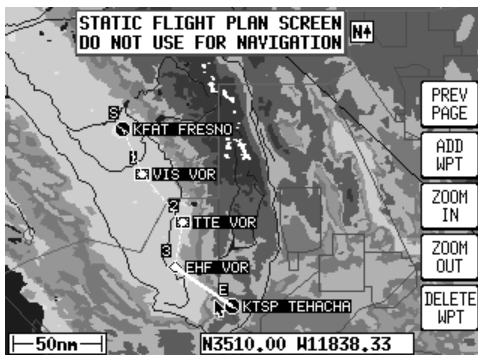 STATIC FLIGHT PLAN SCREEN
DO NOT USE FOR NAVIGATION
N
PREV
PAGE
ADD
WPT
ZOOM
IN
ZOOM
OUT
DELETE
WPT
S
KFAT FRESNO
1
VIS VOR
2
TTE VOR
3
EHF VOR
E
KTSP TEHACHA
50nm
N3510.00 W11838.33